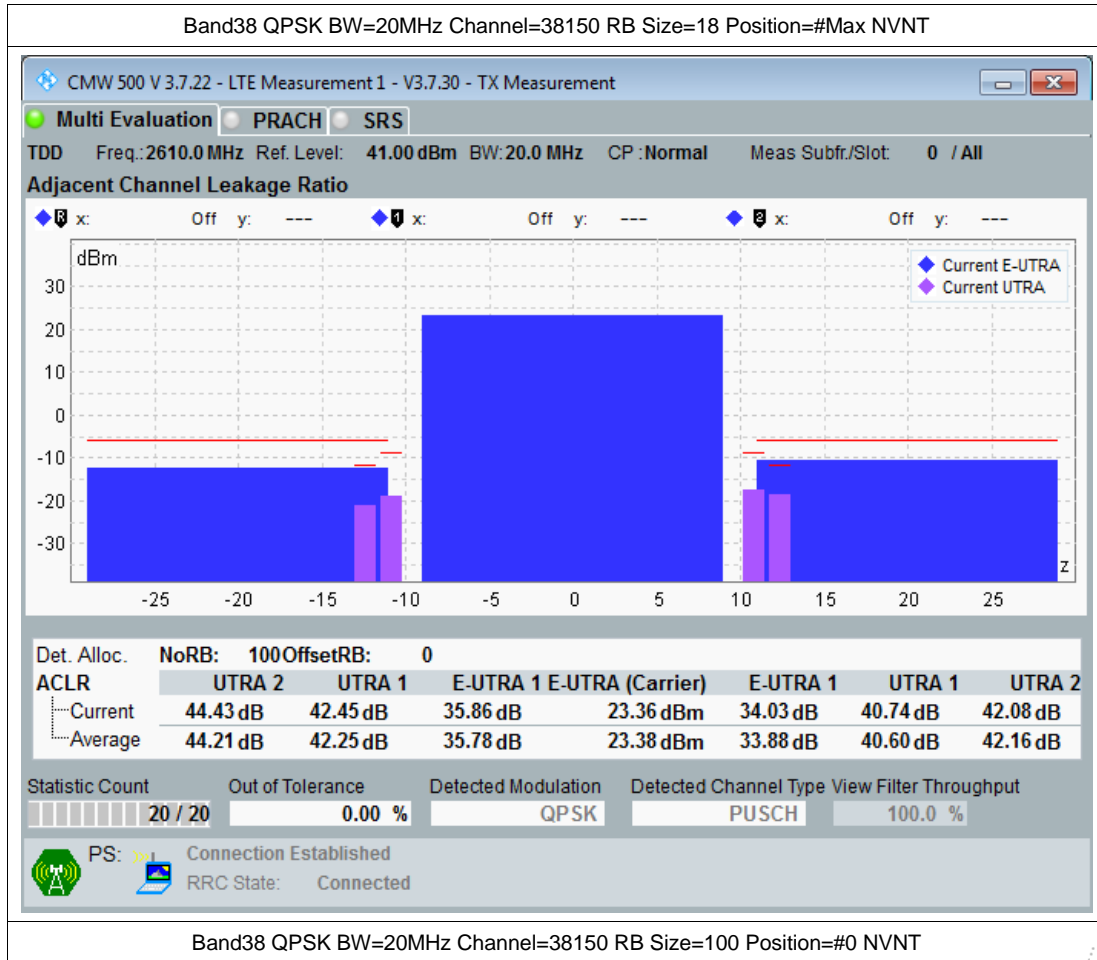 Band38 QPSK BW=20MHz Channel=38150 RB Size=18 Position=#Max NVNT
CMW 500 V 3.7.22 - LTE Measurement 1 - V3.7.30 - TX Measurement
Multi Evaluation PRACH SRS
TDD Freq.:2610.0 MHz Ref. Level: 41.00 dBm BW:20.0 MHz CP :Normal Meas Subfr./Slot: 0 / All
Adjacent Channel Leakage Ratio
R x: Off y: --- 1 x: Off y: --- 2 x: Off y: ---
dBm
Current E-UTRA
Current UTRA
30
20
10
0
-10
-20
-30
z
-25 -20 -15 -10 -5 0 5 10 15 20 25
Det. Alloc. NoRB: 100 OffsetRB: 0
ACLR UTRA 2 UTRA 1 E-UTRA 1 E-UTRA (Carrier) E-UTRA 1 UTRA 1 UTRA 2
Current 44.43 dB 42.45 dB 35.86 dB 23.36 dBm 34.03 dB 40.74 dB 42.08 dB
Average 44.21 dB 42.25 dB 35.78 dB 23.38 dBm 33.88 dB 40.60 dB 42.16 dB
Statistic Count Out of Tolerance Detected Modulation Detected Channel Type View Filter Throughput
20 / 20 0.00 % QPSK PUSCH 100.0 %
PS: Connection Established
RRC State: Connected
Band38 QPSK BW=20MHz Channel=38150 RB Size=100 Position=#0 NVNT